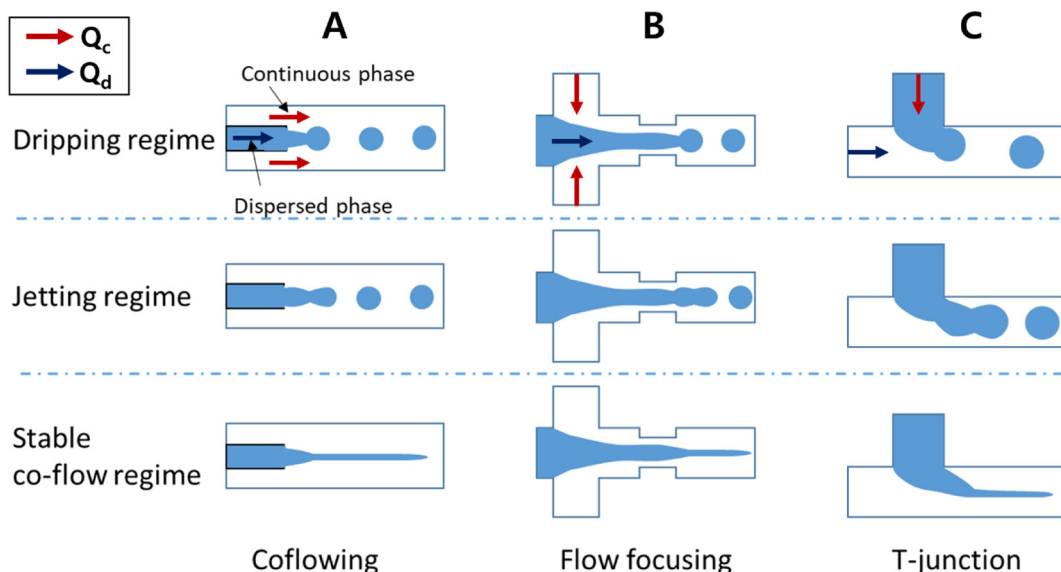 A B C
Qc
Qd
Continuous phase
Dripping regime
Dispersed phase
Jetting regime
Stable
co-flow regime
Coflowing Flow focusing T-junction